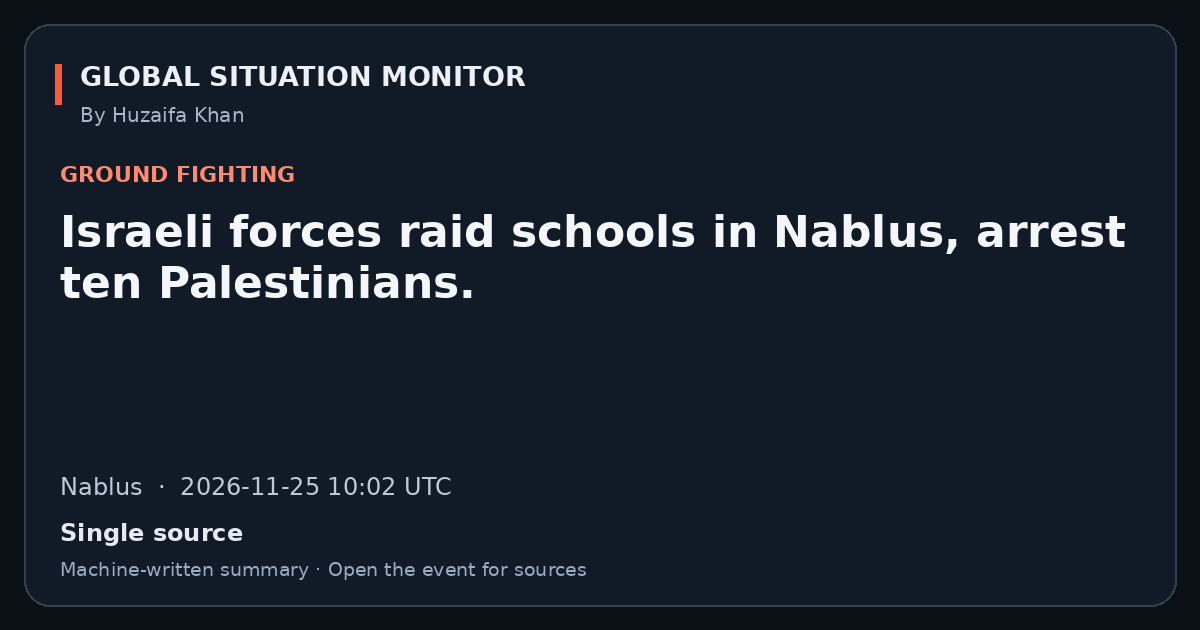 GLOBAL SITUATION MONITOR
By Huzaifa Khan
GROUND FIGHTING
Israeli forces raid schools in Nablus, arrest
ten Palestinians.
Nablus · 2026-11-25 10:02 UTC
Single source
Machine-written summary · Open the event for sources